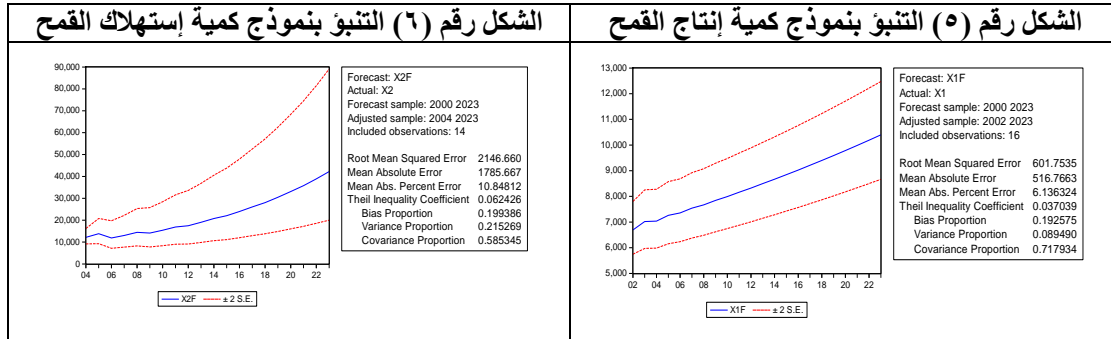 الشكل رقم (٥) التنبؤ بنموذج كمية إنتاج القمح
13,000
12,000
11,000
10,000
9,000
8,000
7,000
6,000
5,000
02 04 06 08 10 12 14 16 18 20 22
X1F ± 2 S.E.
Forecast: X1F
Actual: X1
Forecast sample: 2000 2023
Adjusted sample: 2002 2023
Included observations: 16
Root Mean Squared Error 601.7535
Mean Absolute Error 516.7663
Mean Abs. Percent Error 6.136324
Theil Inequality Coefficient 0.037039
Bias Proportion 0.192575
Variance Proportion 0.089490
Covariance Proportion 0.717934
الشكل رقم (٦) التنبؤ بنموذج كمية إستهلاك القمح
90,000
80,000
70,000
60,000
50,000
40,000
30,000
20,000
10,000
0
04 06 08 10 12 14 16 18 20 22
X2F ± 2 S.E.
Forecast: X2F
Actual: X2
Forecast sample: 2000 2023
Adjusted sample: 2004 2023
Included observations: 14
Root Mean Squared Error 2146.660
Mean Absolute Error 1785.667
Mean Abs. Percent Error 10.84812
Theil Inequality Coefficient 0.062426
Bias Proportion 0.199386
Variance Proportion 0.215269
Covariance Proportion 0.585345